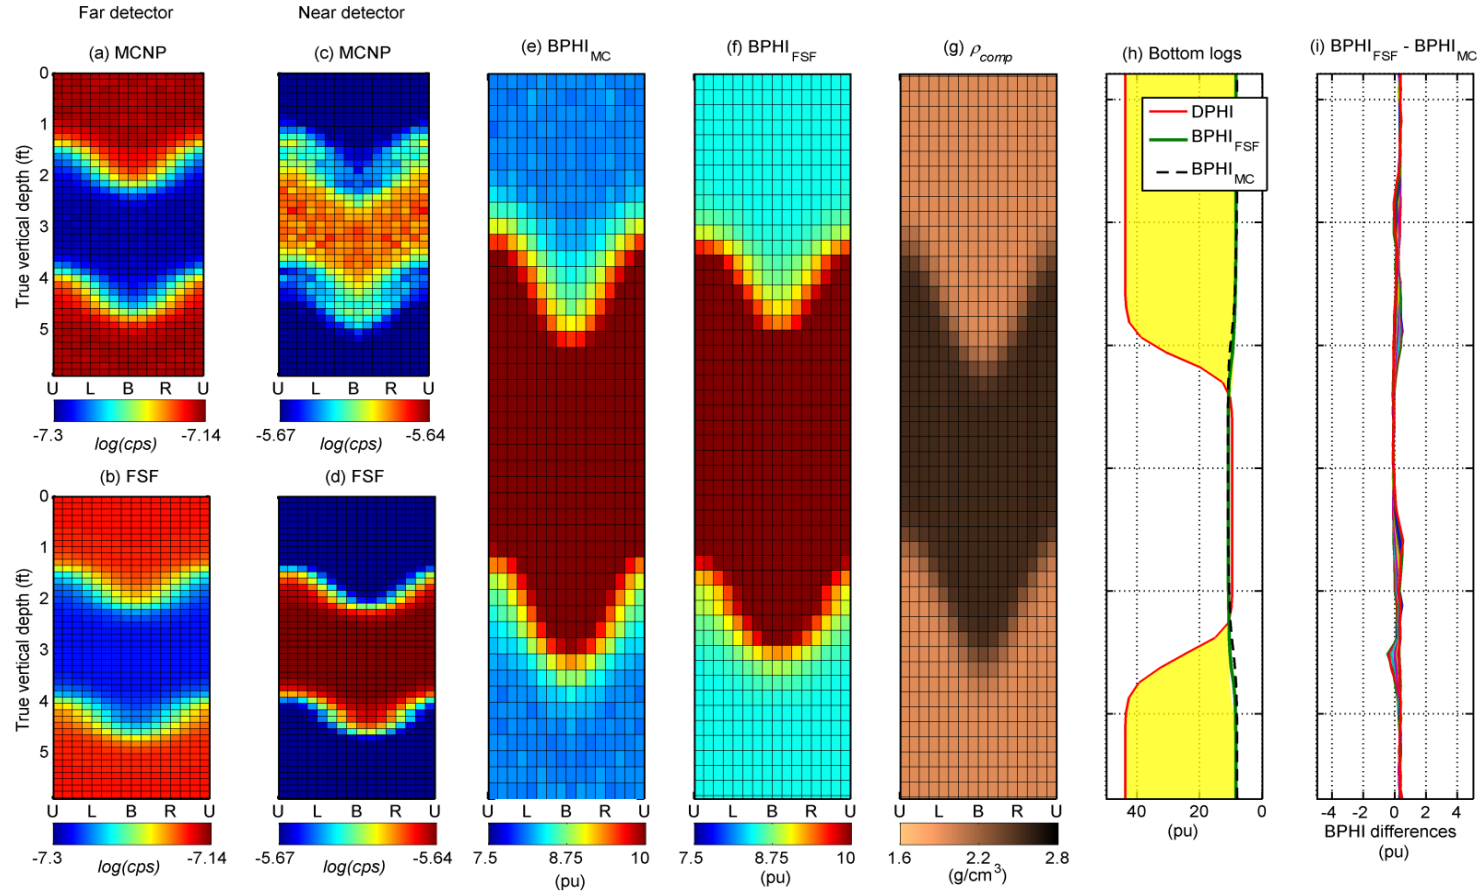 Far detector
Near detector
(a) MCNP
(c) MCNP
(e) BPHI_MC
(f) BPHI_FSF
(g) ρ_comp
(h) Bottom logs
(i) BPHI_FSF - BPHI_MC
True vertical depth (ft)
0
1
2
3
4
5
U L B R U
U L B R U
-7.3 -7.14
log(cps)
-5.67 -5.64
log(cps)
DPHI
BPHI_FSF
BPHI_MC
(b) FSF
(d) FSF
True vertical depth (ft)
0
1
2
3
4
5
U L B R U
U L B R U
U L B R U
U L B R U
U L B R U
-7.3 -7.14
log(cps)
-5.67 -5.64
log(cps)
7.5 8.75 10
(pu)
7.5 8.75 10
(pu)
1.6 2.2 2.8
(g/cm³)
40 20 0
(pu)
-4 -2 0 2 4
BPHI differences
(pu)